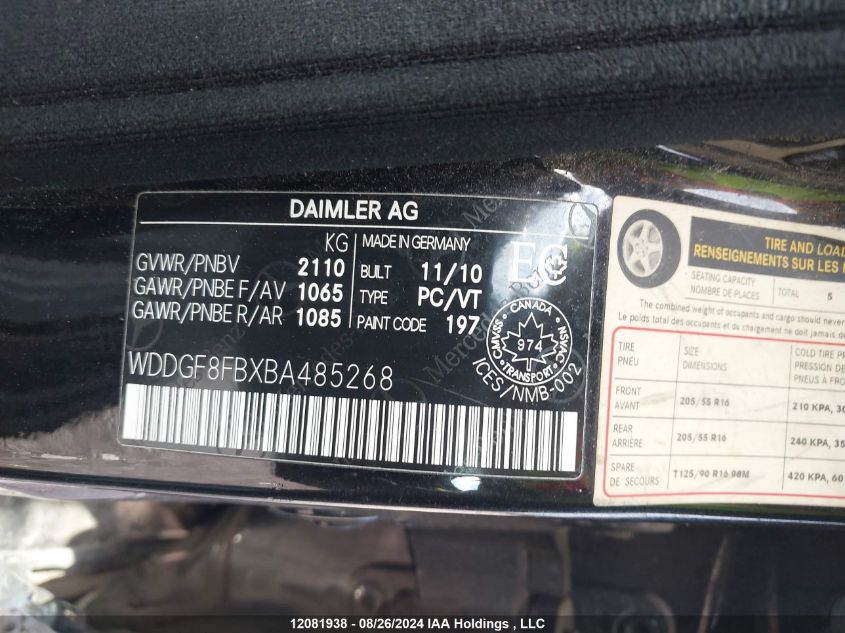 DAIMLER AG
KG MADE IN GERMANY
GVWR/PNBV 2110 BUILT 11/10
GAWR/PNBE F/AV 1065 TYPE PC/VT
GAWR/PNBE R/AR 1085 PAINT CODE 197
EC
CANADA
CMVSS NSVAC
974
TRANSPORT
ICES/NMB-002
WDDGF8FBXBA485268
TIRE AND LOAD
RENSEIGNEMENTS SUR LES
SEATING CAPACITY
NOMBRE DE PLACES
TOTAL 5
The combined weight of occupants and cargo should never
Le poids total des occupants et du chargement ne doit jamais
TIRE
PNEU
SIZE
DIMENSIONS
COLD TIRE
PRESSION DE
PNEUS À
FRONT
AVANT
205/55 R16
210 KPA,
REAR
ARRIÈRE
205/55 R16
240 KPA, 35
SPARE
DE SECOURS
T125/90 R16 98M
420 KPA, 60
12081938 - 08/26/2024 IAA Holdings , LLC